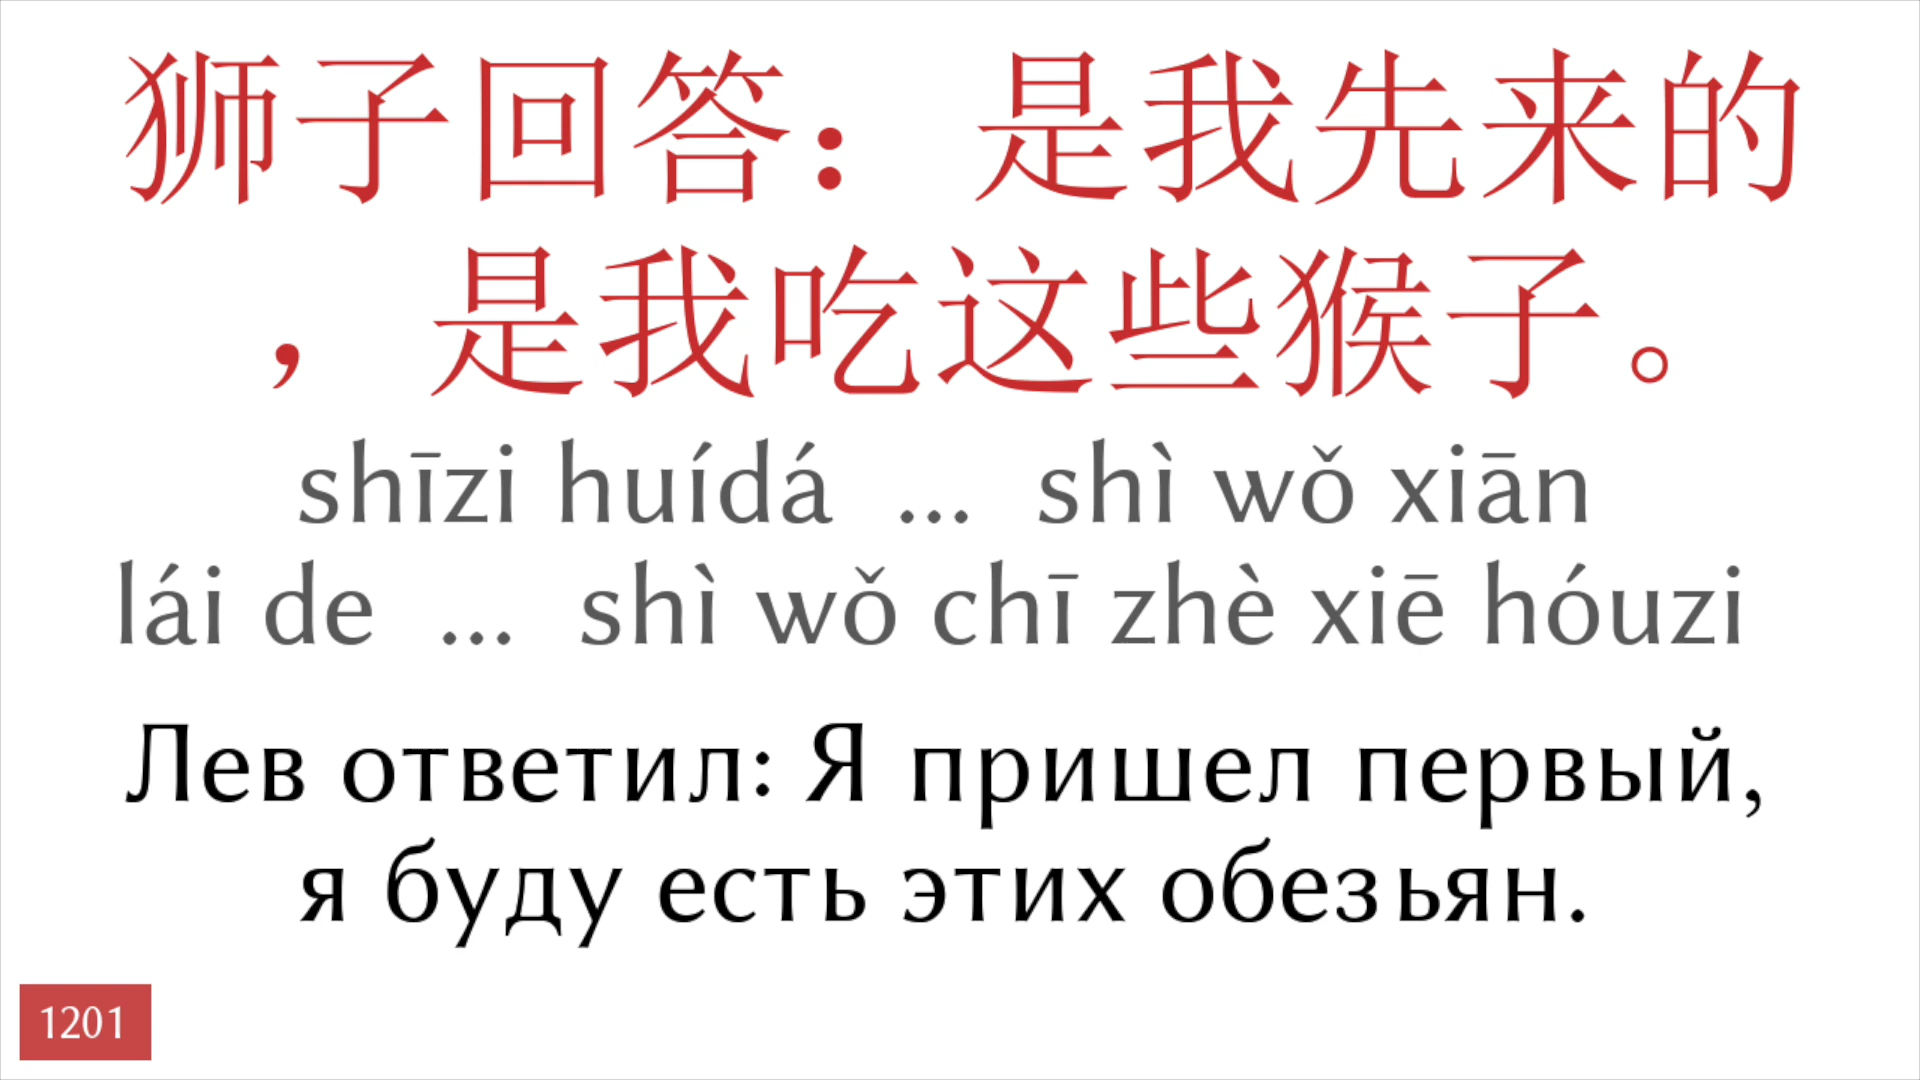 狮子回答：是我先来的
，是我吃这些猴子。
shīzi huídá ... shì wǒ xiān
lái de ... shì wǒ chī zhè xiē hóuzi
Лев ответил: Я пришел первый,
я буду есть этих обезьян.
1201